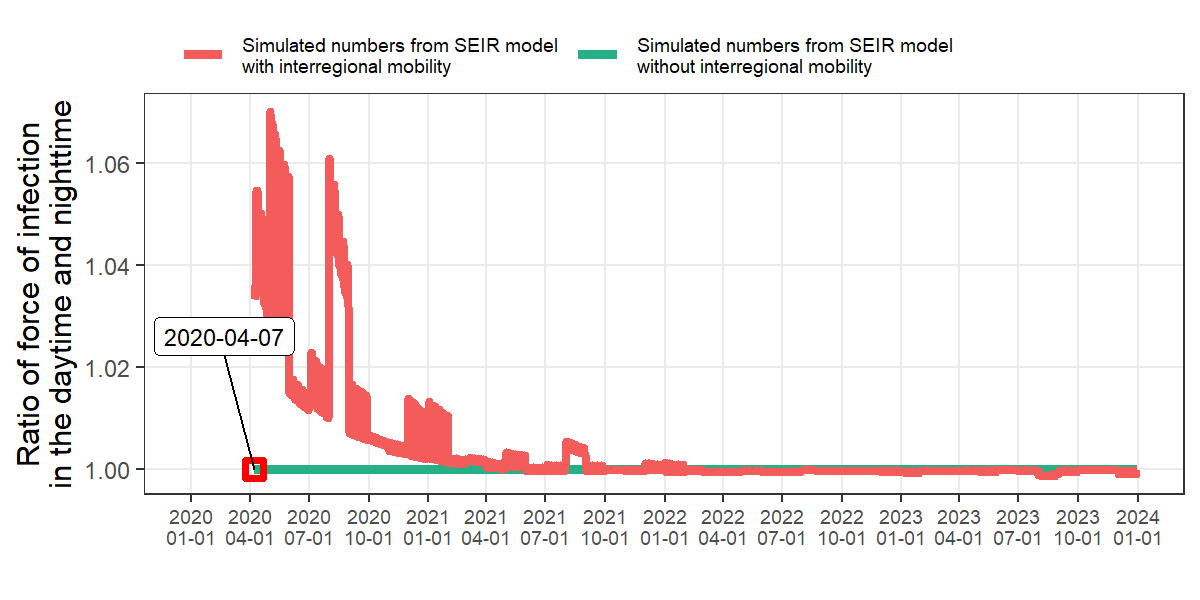 Simulated numbers from SEIR model
with interregional mobility
Simulated numbers from SEIR model
without interregional mobility
Ratio of force of infection
in the daytime and nighttime
1.06
1.04
1.02
1.00
2020-04-07
2020 2020 2020 2020 2021 2021 2021 2021 2022 2022 2022 2022 2023 2023 2023 2023 2024
01-01 04-01 07-01 10-01 01-01 04-01 07-01 10-01 01-01 04-01 07-01 10-01 01-01 04-01 07-01 10-01 01-01